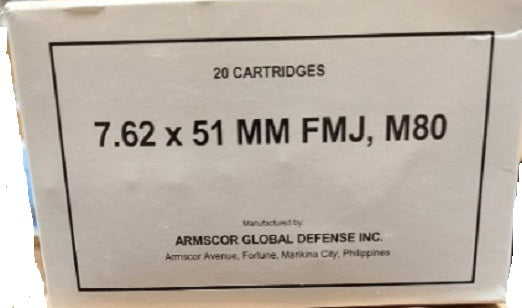 20 CARTRIDGES
7.62 x 51 MM FMJ, M80
Manufactured by:
ARMSCOR GLOBAL DEFENSE INC.
Armscor Avenue, Fortune, Marikina City, Philippines